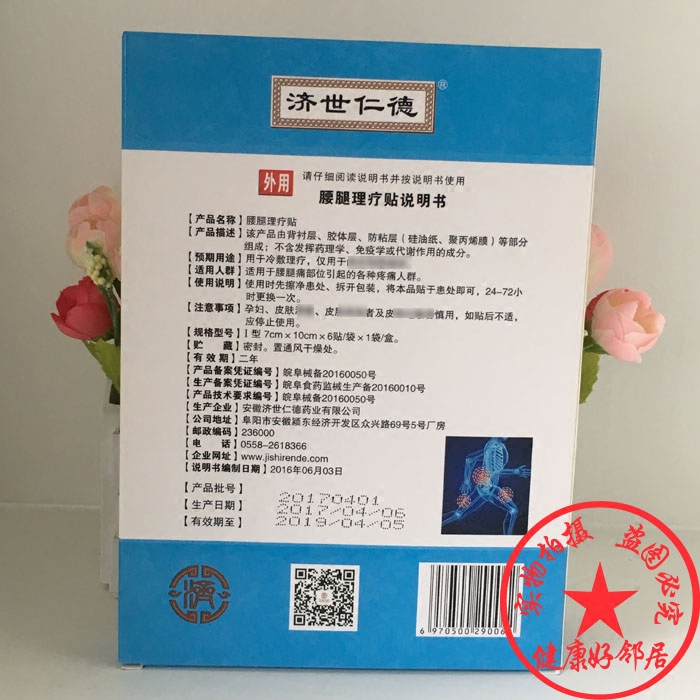 济世仁德®
外用 请仔细阅读说明书并按说明书使用
腰腿理疗贴说明书
【产品名称】腰腿理疗贴
【产品描述】该产品由背衬层、胶体层、防粘层（硅油纸、聚丙烯膜）等部分
组成；不含发挥药理学、免疫学或代谢作用的成分。
【预期用途】用于冷敷理疗，仅用于
【适用人群】适用于腰腿痛部位引起的各种疼痛人群。
【使用说明】使用时先擦净患处、拆开包装，将本品贴于患处即可，24-72小
时更换一次。
【注意事项】孕妇、皮肤 、皮 者及皮 慎用，如贴后不适，
应停止使用。
【规格型号】Ⅰ型 7cm×10cm×6贴/袋×1袋/盒。
【贮 藏】密封。置通风干燥处。
【有 效 期】二年
【产品备案凭证编号】皖阜械备20160050号
【生产备案凭证编号】皖阜食药监械生产备20160010号
【产品技术要求编号】皖阜械备20160050号
【生产企业】安徽济世仁德药业有限公司
【公司地址】阜阳市安徽颍东经济开发区众兴路69号5号厂房
【邮政编码】236000
【电 话】0558-2618366
【企业网址】www.jishirende.com
【说明书编制日期】2016年06月03日
【产品批号】 20170401
【生产日期】 2017/04/06
【有效期至】 2019/04/05
6 970500 29006
实物拍摄 盗图必究
健康好邻居